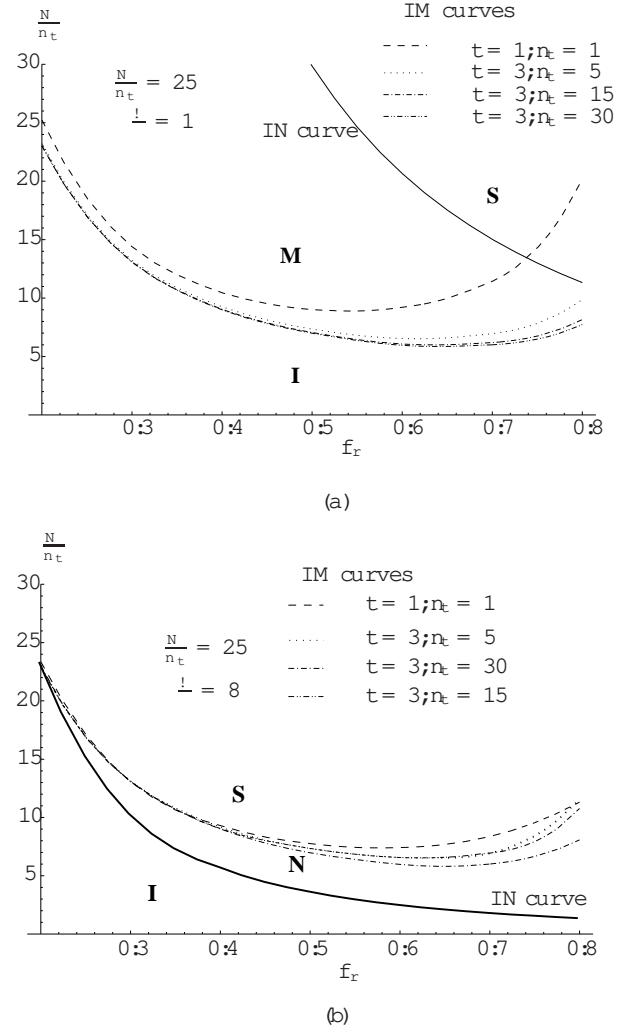 N
n_t
IM curves
t = 1; n_t = 1
t = 3; n_t = 5
t = 3; n_t = 15
t = 3; n_t = 30
N/n_t = 25
!/ = 1
IN curve
30
25
20
15
10
5
S
M
I
0:3 0:4 0:5 0:6 0:7 0:8
f_r
(a)
N
n_t
IM curves
t = 1; n_t = 1
t = 3; n_t = 5
t = 3; n_t = 30
t = 3; n_t = 15
N/n_t = 25
!/ = 8
30
25
20
15
10
5
S
N
I
IN curve
0:3 0:4 0:5 0:6 0:7 0:8
f_r
(b)